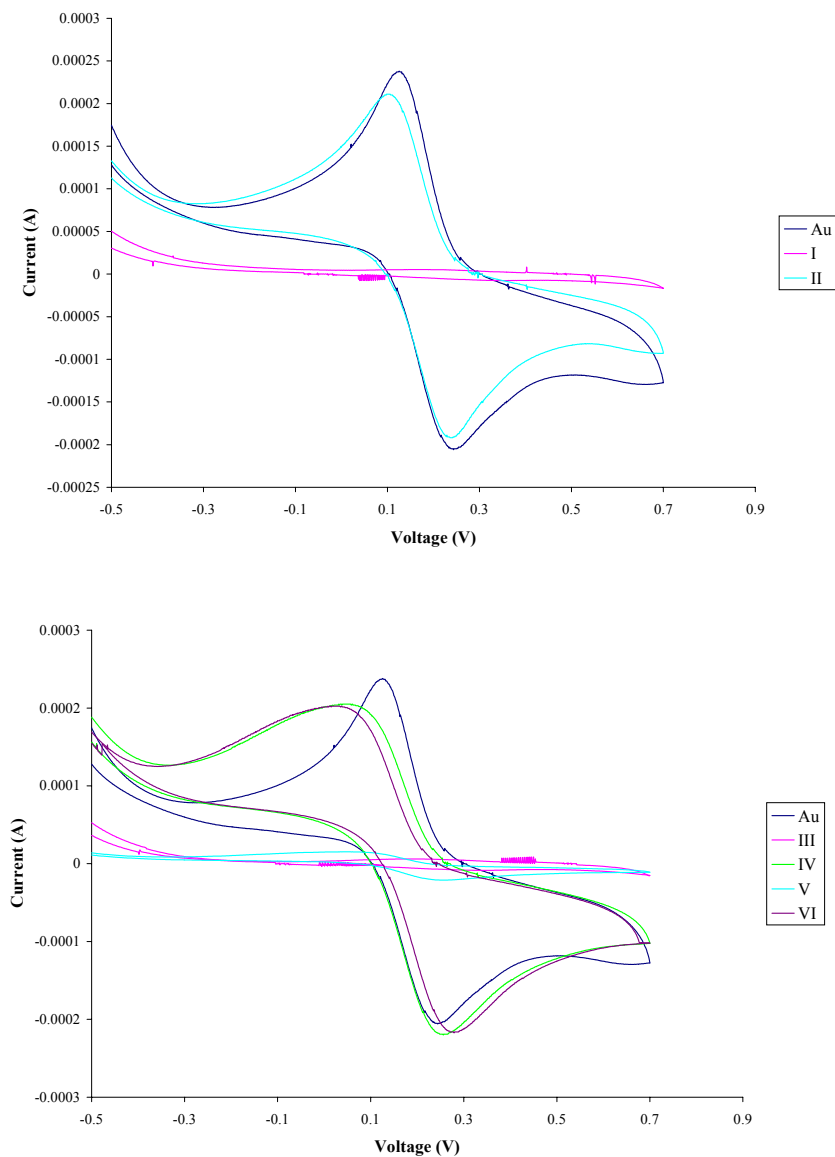 0.0003
0.00025
0.0002
0.00015
0.0001
0.00005
0
-0.00005
-0.0001
-0.00015
-0.0002
-0.00025
Current (A)
-0.5 -0.3 -0.1 0.1 0.3 0.5 0.7 0.9
Voltage (V)
Au
I
II
0.0003
0.0002
0.0001
0
-0.0001
-0.0002
-0.0003
Current (A)
-0.5 -0.3 -0.1 0.1 0.3 0.5 0.7 0.9
Voltage (V)
Au
III
IV
V
VI